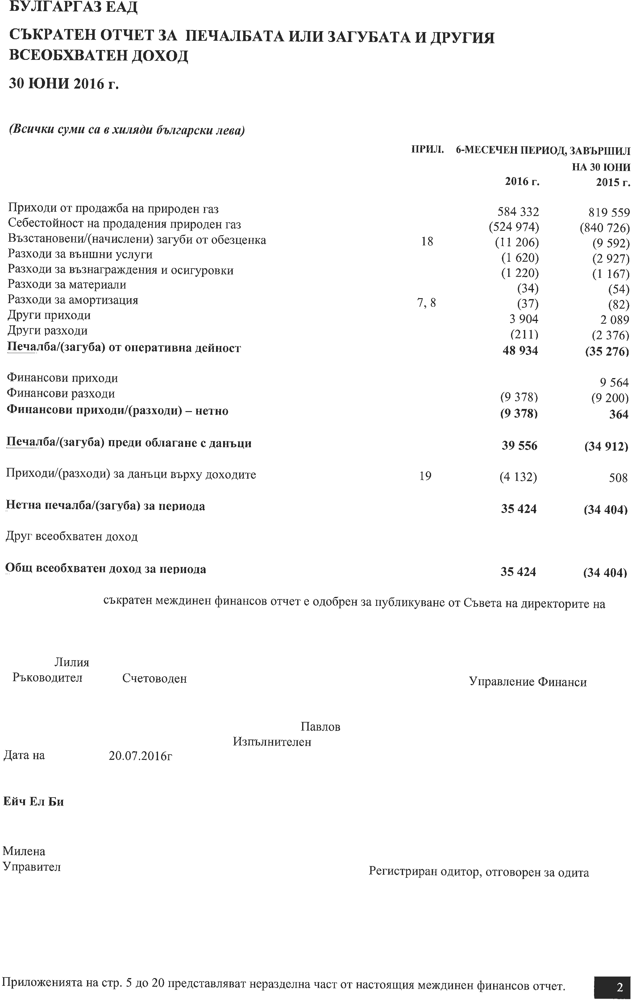 БУЛГАРГАЗ ЕАД
СЪКРАТЕН ОТЧЕТ ЗА ПЕЧАЛБАТА ИЛИ ЗАГУБАТА И ДРУГИЯ
ВСЕОБХВАТЕН ДОХОД
30 ЮНИ 2016 г.
(Всички суми са в хиляди български лева)
ПРИЛ. 6-МЕСЕЧЕН ПЕРИОД, ЗАВЪРШИЛ
НА 30 ЮНИ
2016 г. 2015 г.
Приходи от продажба на природен газ 584 332 819 559
Себестойност на продадения природен газ (524 974) (840 726)
Възстановени/(начислени) загуби от обезценка 18 (11 206) (9 592)
Разходи за външни услуги (1 620) (2 927)
Разходи за възнаграждения и осигуровки (1 220) (1 167)
Разходи за материали (34) (54)
Разходи за амортизация 7, 8 (37) (82)
Други приходи 3 904 2 089
Други разходи (211) (2 376)
Печалба/(загуба) от оперативна дейност 48 934 (35 276)
Финансови приходи 9 564
Финансови разходи (9 378) (9 200)
Финансови приходи/(разходи) – нетно (9 378) 364
Печалба/(загуба) преди облагане с данъци 39 556 (34 912)
Приходи/(разходи) за данъци върху доходите 19 (4 132) 508
Нетна печалба/(загуба) за периода 35 424 (34 404)
Друг всеобхватен доход
Общ всеобхватен доход за периода 35 424 (34 404)
съкратен междинен финансов отчет е одобрен за публикуване от Съвета на директорите на
Лилия
Ръководител Счетоводен Управление Финанси
Павлов
Изпълнителен
Дата на 20.07.2016г
Ейч Ел Би
Милена
Управител Регистриран одитор, отговорен за одита
Приложенията на стр. 5 до 20 представляват неразделна част от настоящия междинен финансов отчет. 2